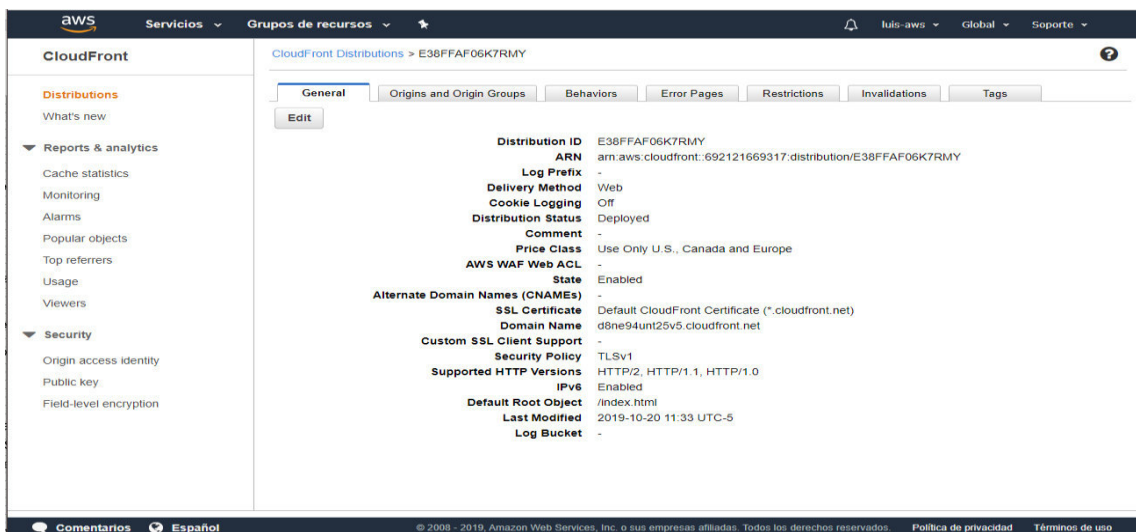 aws Servicios Grupos de recursos luis-aws Global Soporte
CloudFront
CloudFront Distributions > E38FFAF06K7RMY
Distributions
What's new
Reports & analytics
Cache statistics
Monitoring
Alarms
Popular objects
Top referrers
Usage
Viewers
Security
Origin access identity
Public key
Field-level encryption
General Origins and Origin Groups Behaviors Error Pages Restrictions Invalidations Tags
Edit
Distribution ID E38FFAF06K7RMY
ARN arn:aws:cloudfront::692121669317:distribution/E38FFAF06K7RMY
Log Prefix -
Delivery Method Web
Cookie Logging Off
Distribution Status Deployed
Comment -
Price Class Use Only U.S., Canada and Europe
AWS WAF Web ACL -
State Enabled
Alternate Domain Names (CNAMEs) -
SSL Certificate Default CloudFront Certificate (*.cloudfront.net)
Domain Name d8ne94unt25v5.cloudfront.net
Custom SSL Client Support -
Security Policy TLSv1
Supported HTTP Versions HTTP/2, HTTP/1.1, HTTP/1.0
IPv6 Enabled
Default Root Object /index.html
Last Modified 2019-10-20 11:33 UTC-5
Log Bucket -
Comentarios Español © 2008 - 2019, Amazon Web Services, Inc. o sus empresas afiliadas. Todos los derechos reservados. Política de privacidad Términos de uso